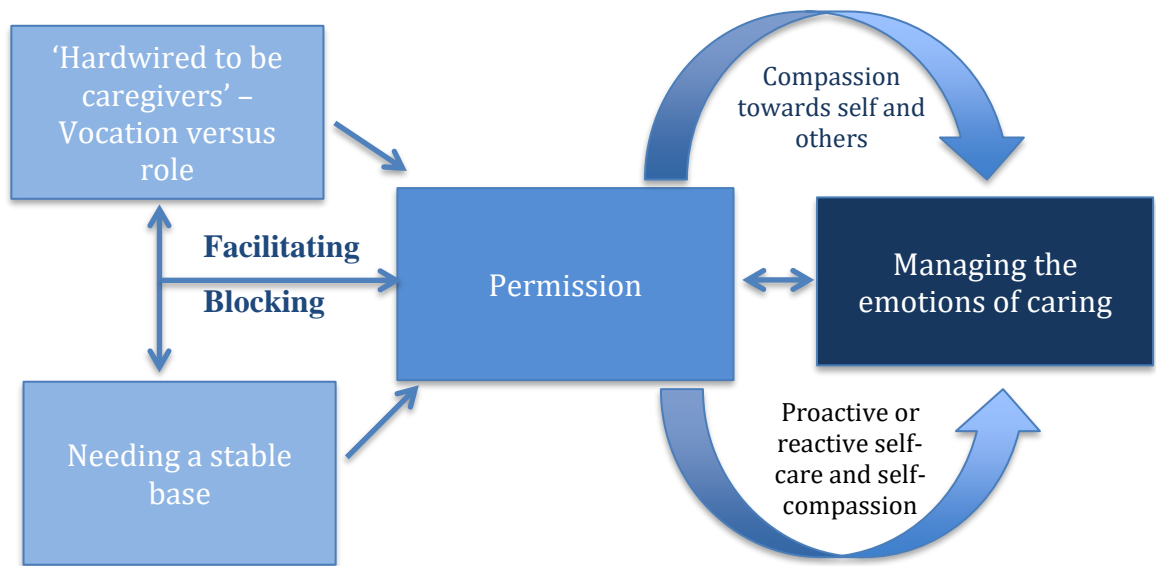 ‘Hardwired to be
caregivers’ –
Vocation versus
role
Facilitating
Blocking
Needing a stable
base
Permission
Compassion
towards self and
others
Managing the
emotions of caring
Proactive or
reactive self-
care and self-
compassion